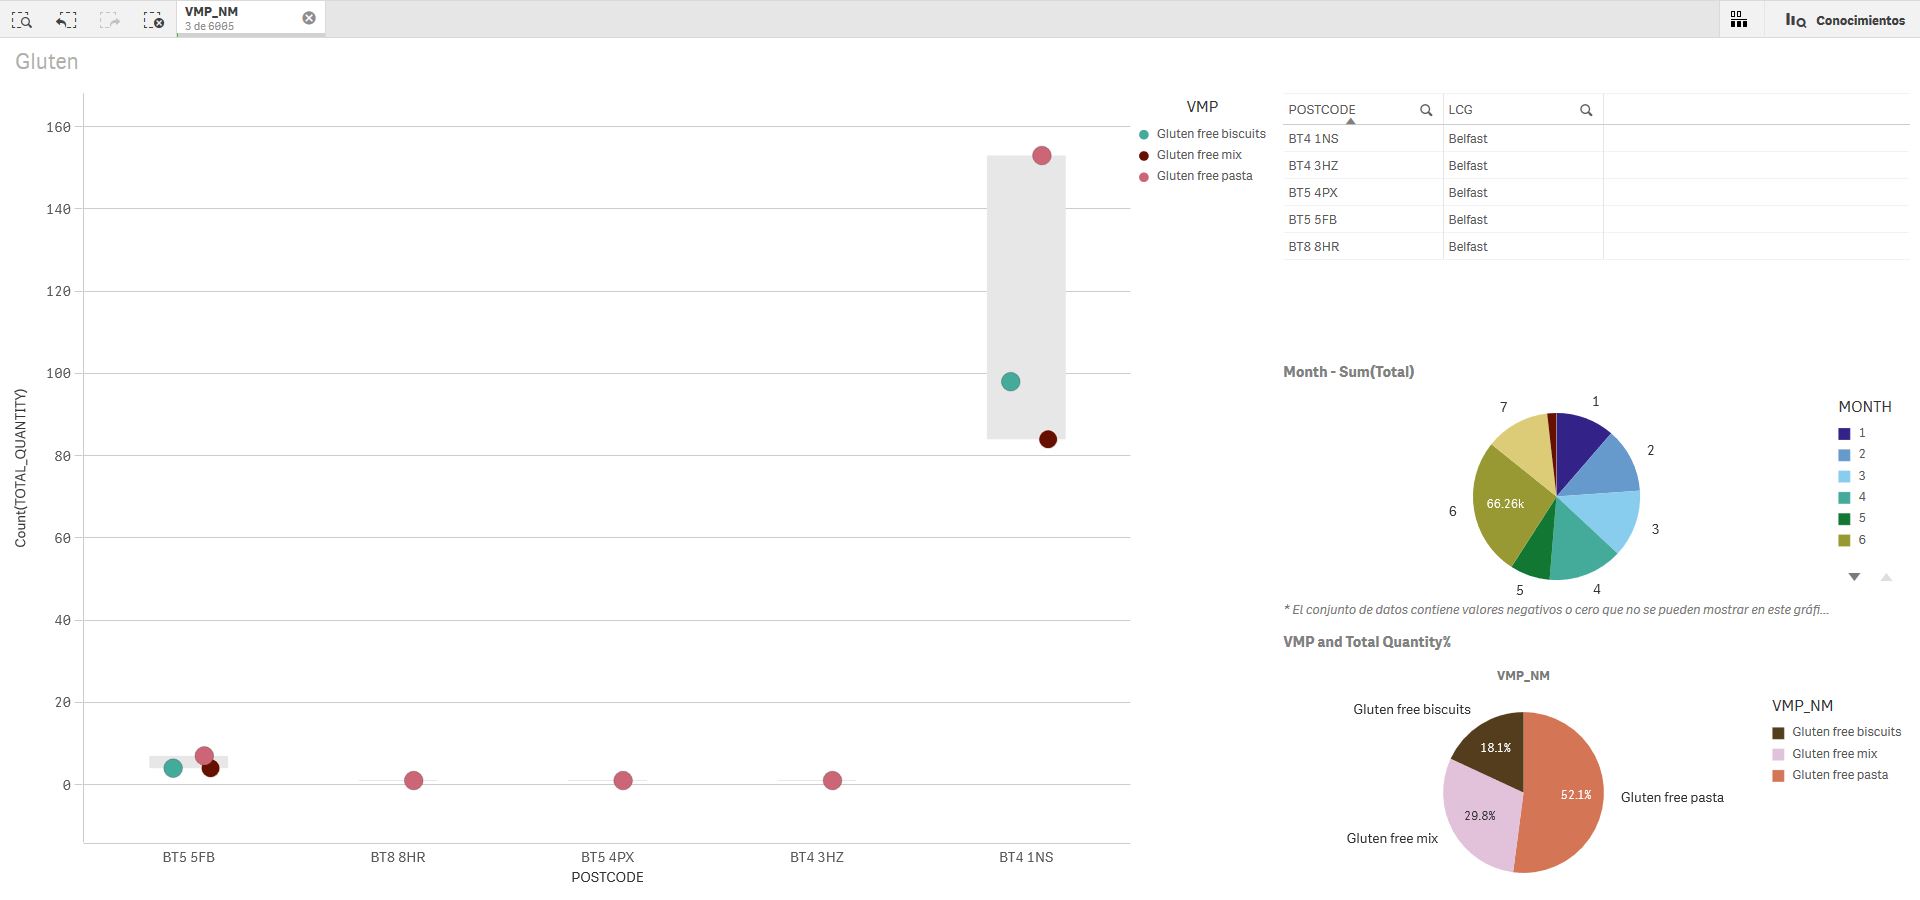 VMP_NM
3 de 6005
Conocimientos
Gluten
Count(TOTAL_QUANTITY)
160
140
120
100
80
60
40
20
0
BT5 5FB
BT8 8HR
BT5 4PX
BT4 3HZ
BT4 1NS
POSTCODE
VMP
Gluten free biscuits
Gluten free mix
Gluten free pasta
POSTCODE LCG
BT4 1NS Belfast
BT4 3HZ Belfast
BT5 4PX Belfast
BT5 5FB Belfast
BT8 8HR Belfast
Month - Sum(Total)
7
1
2
66.26k
6
3
5
4
MONTH
1
2
3
4
5
6
* El conjunto de datos contiene valores negativos o cero que no se pueden mostrar en este gráfi...
VMP and Total Quantity%
VMP_NM
Gluten free biscuits
18.1%
52.1%
Gluten free pasta
29.8%
Gluten free mix
VMP_NM
Gluten free biscuits
Gluten free mix
Gluten free pasta